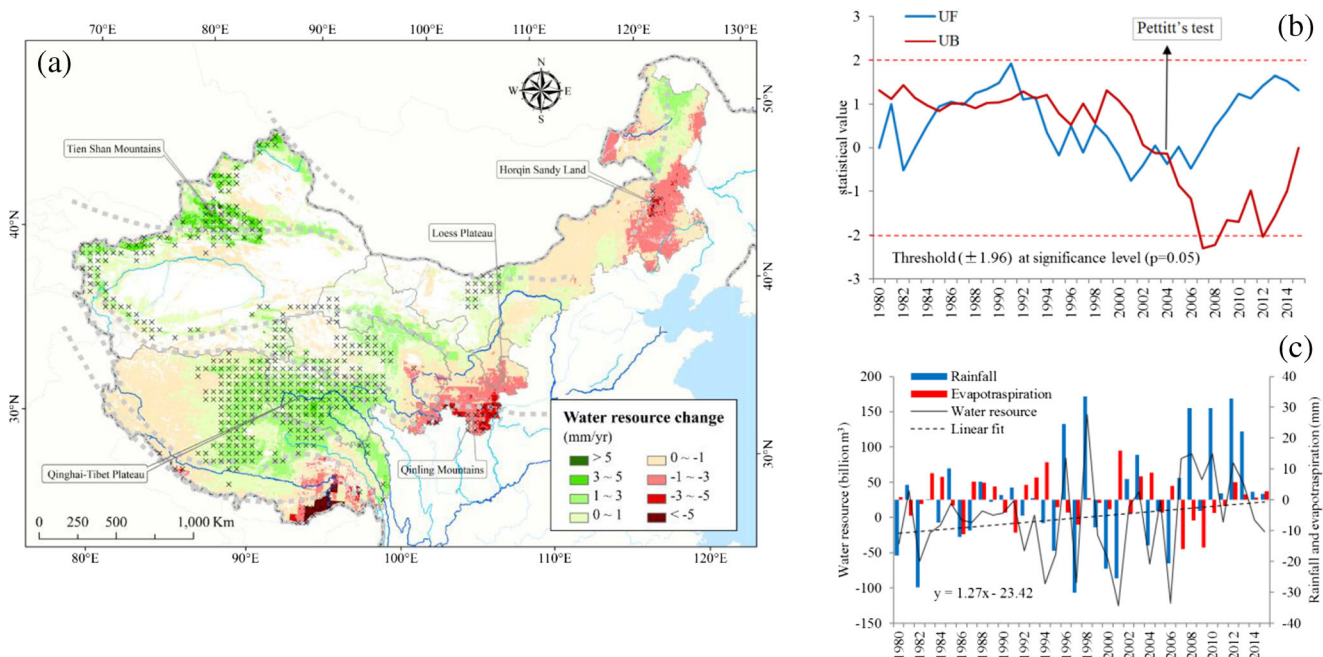 (a)
70°E 80°E 90°E 100°E 110°E 120°E 130°E
50°N
40°N
30°N
40°N
30°N
N
W E
S
Tien Shan Mountains
Horqin Sandy Land
Loess Plateau
Qinghai-Tibet Plateau
Qinling Mountains
Water resource change
(mm/yr)
> 5 0 ~ -1
3 ~ 5 -1 ~ -3
1 ~ 3 -3 ~ -5
0 ~ 1 < -5
0 250 500 1,000 Km
80°E 90°E 100°E 110°E 120°E
(b)
UF
UB
Pettitt's test
statistical value
3
2
1
0
1
-2
3
Threshold (±1.96) at significance level (p=0.05)
1980 1982 1984 1986 1988 1990 1992 1994 1996 1998 2000 2002 2004 2006 2008 2010 2012 2014
(c)
Rainfall
Evapotraspiration
Water resource
Linear fit
Water resource (billion m³)
200
150
100
50
0
-50
-100
-150
Rainfall and evapotraspiration (mm)
40
30
20
10
0
-10
-20
-30
-40
y = 1.27x - 23.42
1980 1982 1984 1986 1988 1990 1992 1994 1996 1998 2000 2002 2004 2006 2008 2010 2012 2014